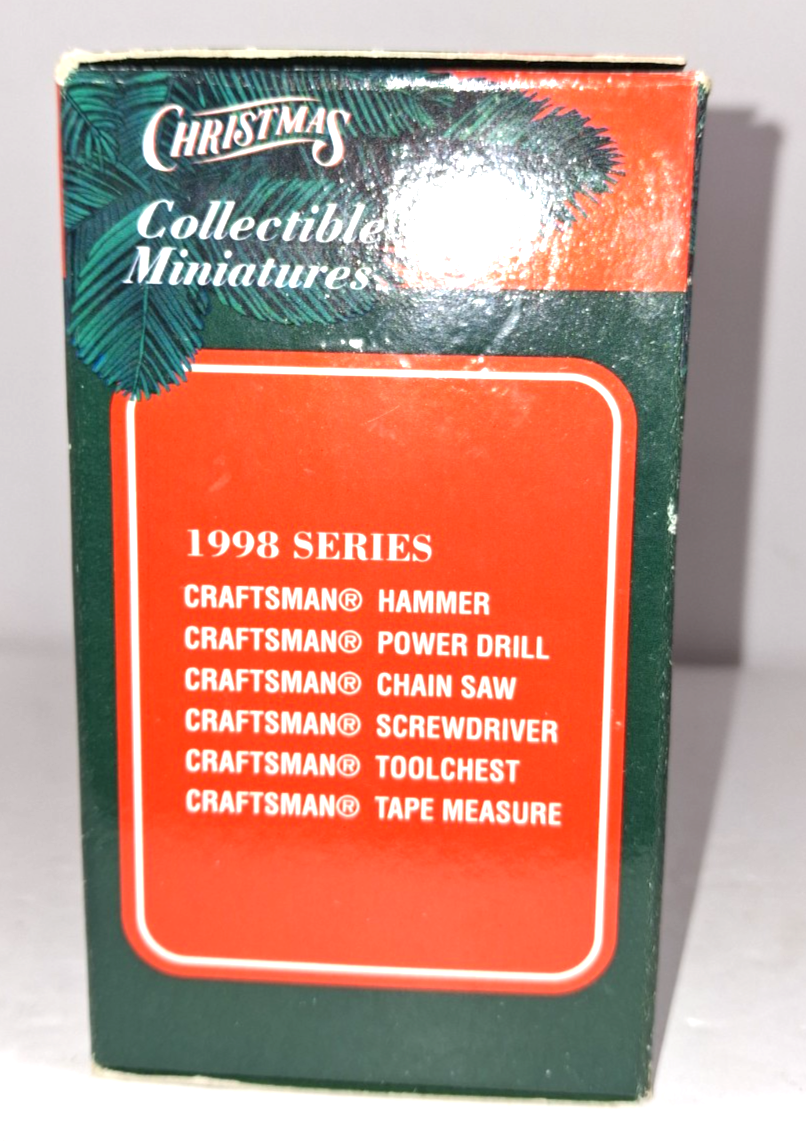 CHRISTMAS
Collectible
Miniatures
1998 SERIES
CRAFTSMAN® HAMMER
CRAFTSMAN® POWER DRILL
CRAFTSMAN® CHAIN SAW
CRAFTSMAN® SCREWDRIVER
CRAFTSMAN® TOOLCHEST
CRAFTSMAN® TAPE MEASURE